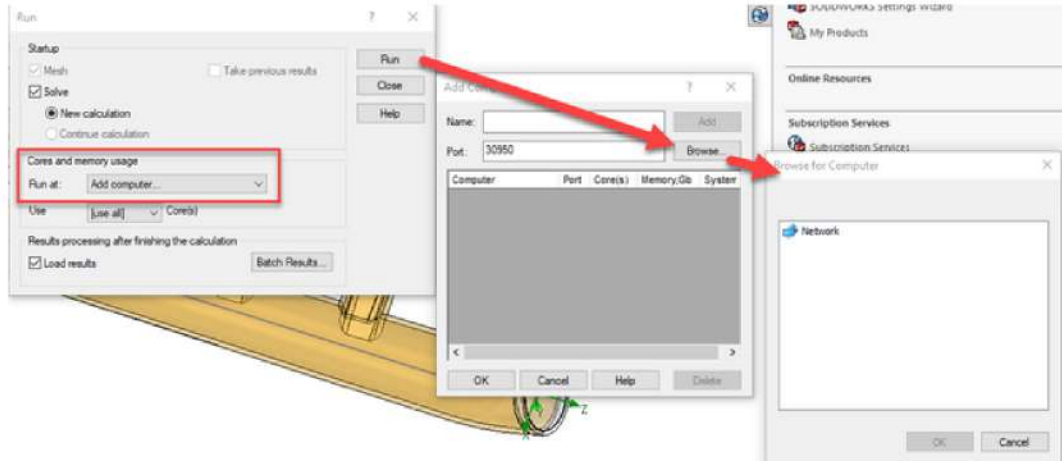 Run
? ×
Startup
Mesh
Take previous results
Solve
New calculation
Continue calculation
Run
Close
Help
Cores and memory usage
Run at: Add computer...
Use [use all] Core(s)
Results processing after finishing the calculation
Load results
Batch Results...
? ×
Name:
Add
Port: 30950
Browse...
Computer Port Core(s) Memory,Gb System
< >
OK Cancel Help Delete
Z
X
SOLIDWORKS Settings Wizard
My Products
Online Resources
Subscription Services
Subscription Services
Browse for Computer ×
Network
OK Cancel